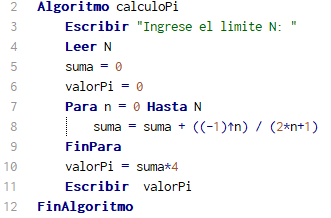 2 Algoritmo calculoPi
3 Escribir "Ingrese el limite N: "
4 Leer N
5 suma = 0
6 valorPi = 0
7 Para n = 0 Hasta N
8 suma = suma + ((-1)↑n) / (2*n+1)
9 FinPara
10 valorPi = suma*4
11 Escribir valorPi
12 FinAlgoritmo